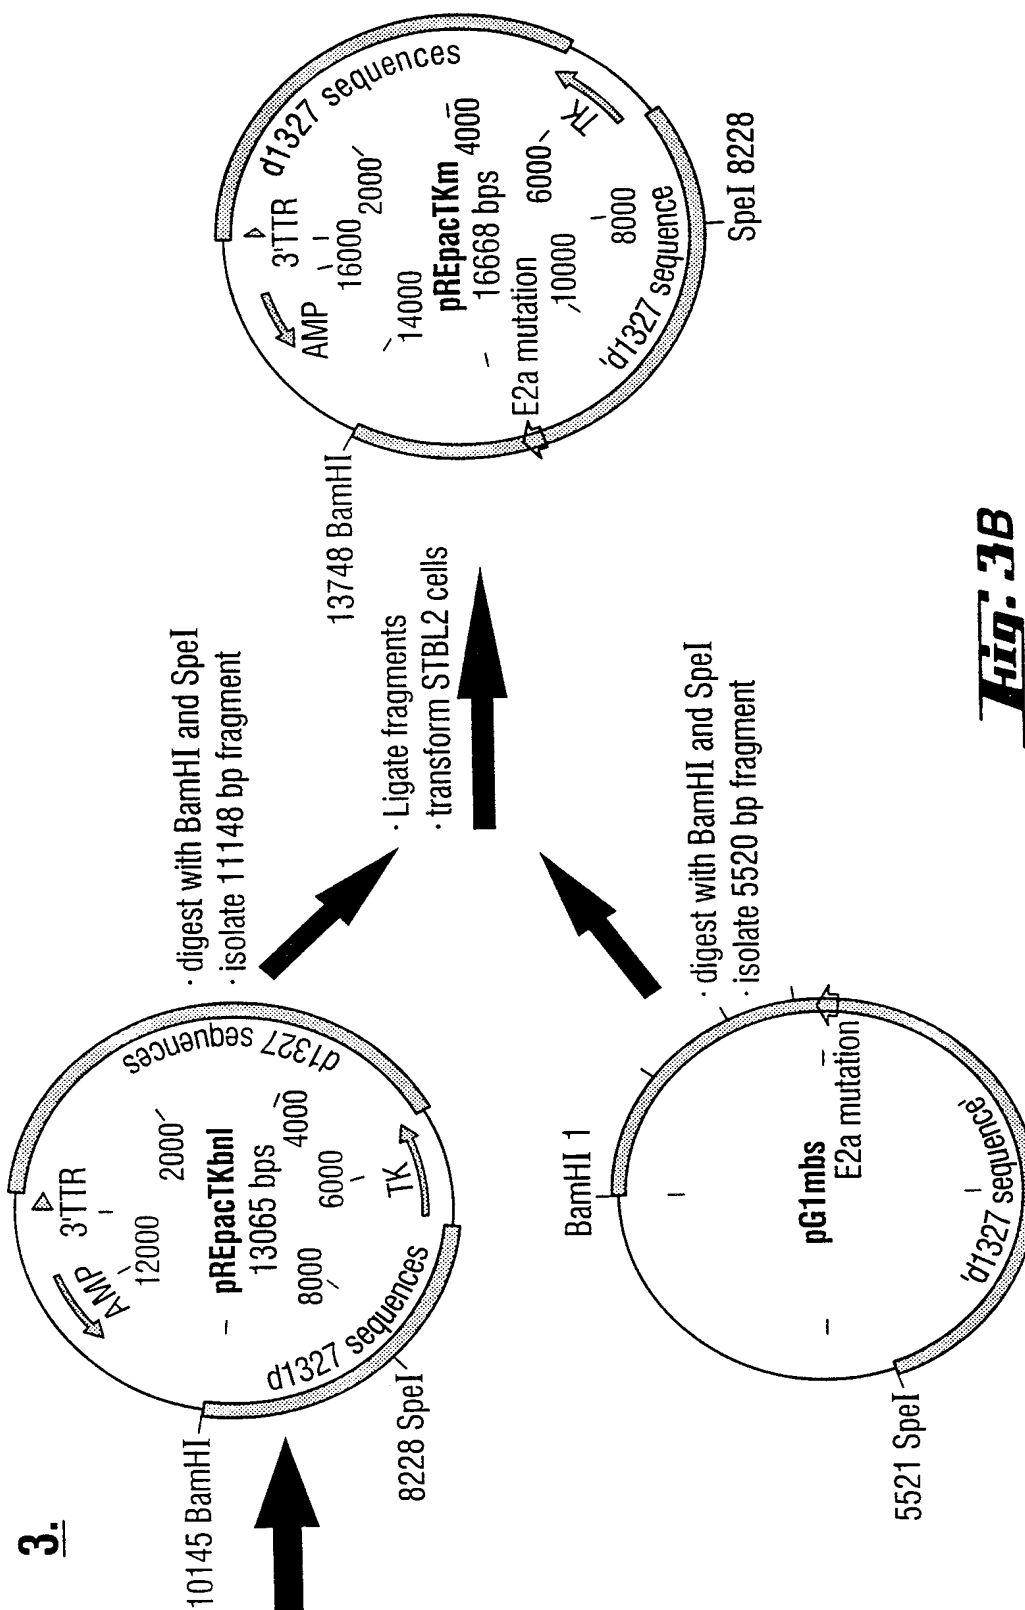 3.
10145 BamHI
AMP
3'TTR
12000
2000
pREpacTKbnl
13065 bps
4000
6000
8000
TK
d1327 sequences
d1327 sequences
8228 SpeI
· digest with BamHI and SpeI
· isolate 11148 bp fragment
BamHI 1
pG1mbs
E2a mutation
'd1327 sequence'
5521 SpeI
· digest with BamHI and SpeI
· isolate 5520 bp fragment
· Ligate fragments
· transform STBL2 cells
13748 BamHI
AMP
3'TTR
16000
2000
14000
pREpacTKm
16668 bps
4000
6000
8000
10000
TK
E2a mutation
d1327 sequences
'd1327 sequence
SpeI 8228
Fig. 3B